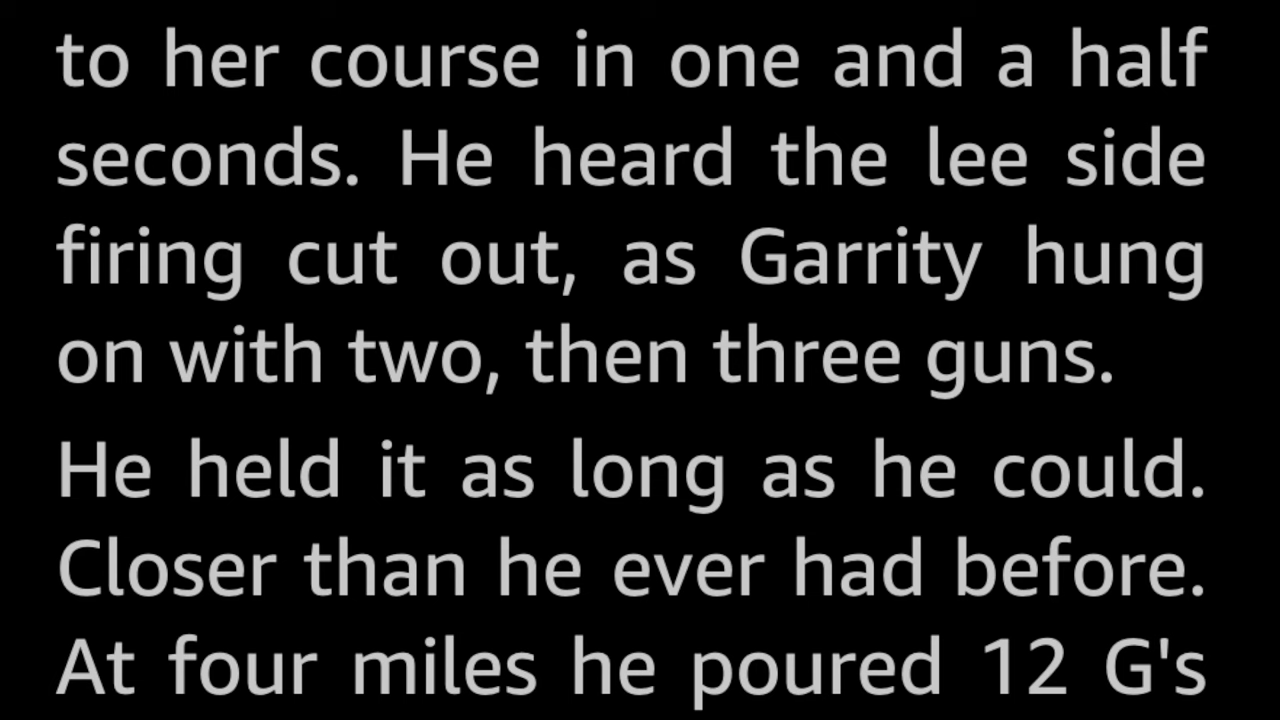 to her course in one and a half
seconds. He heard the lee side
firing cut out, as Garrity hung
on with two, then three guns.
He held it as long as he could.
Closer than he ever had before.
At four miles he poured 12 G's